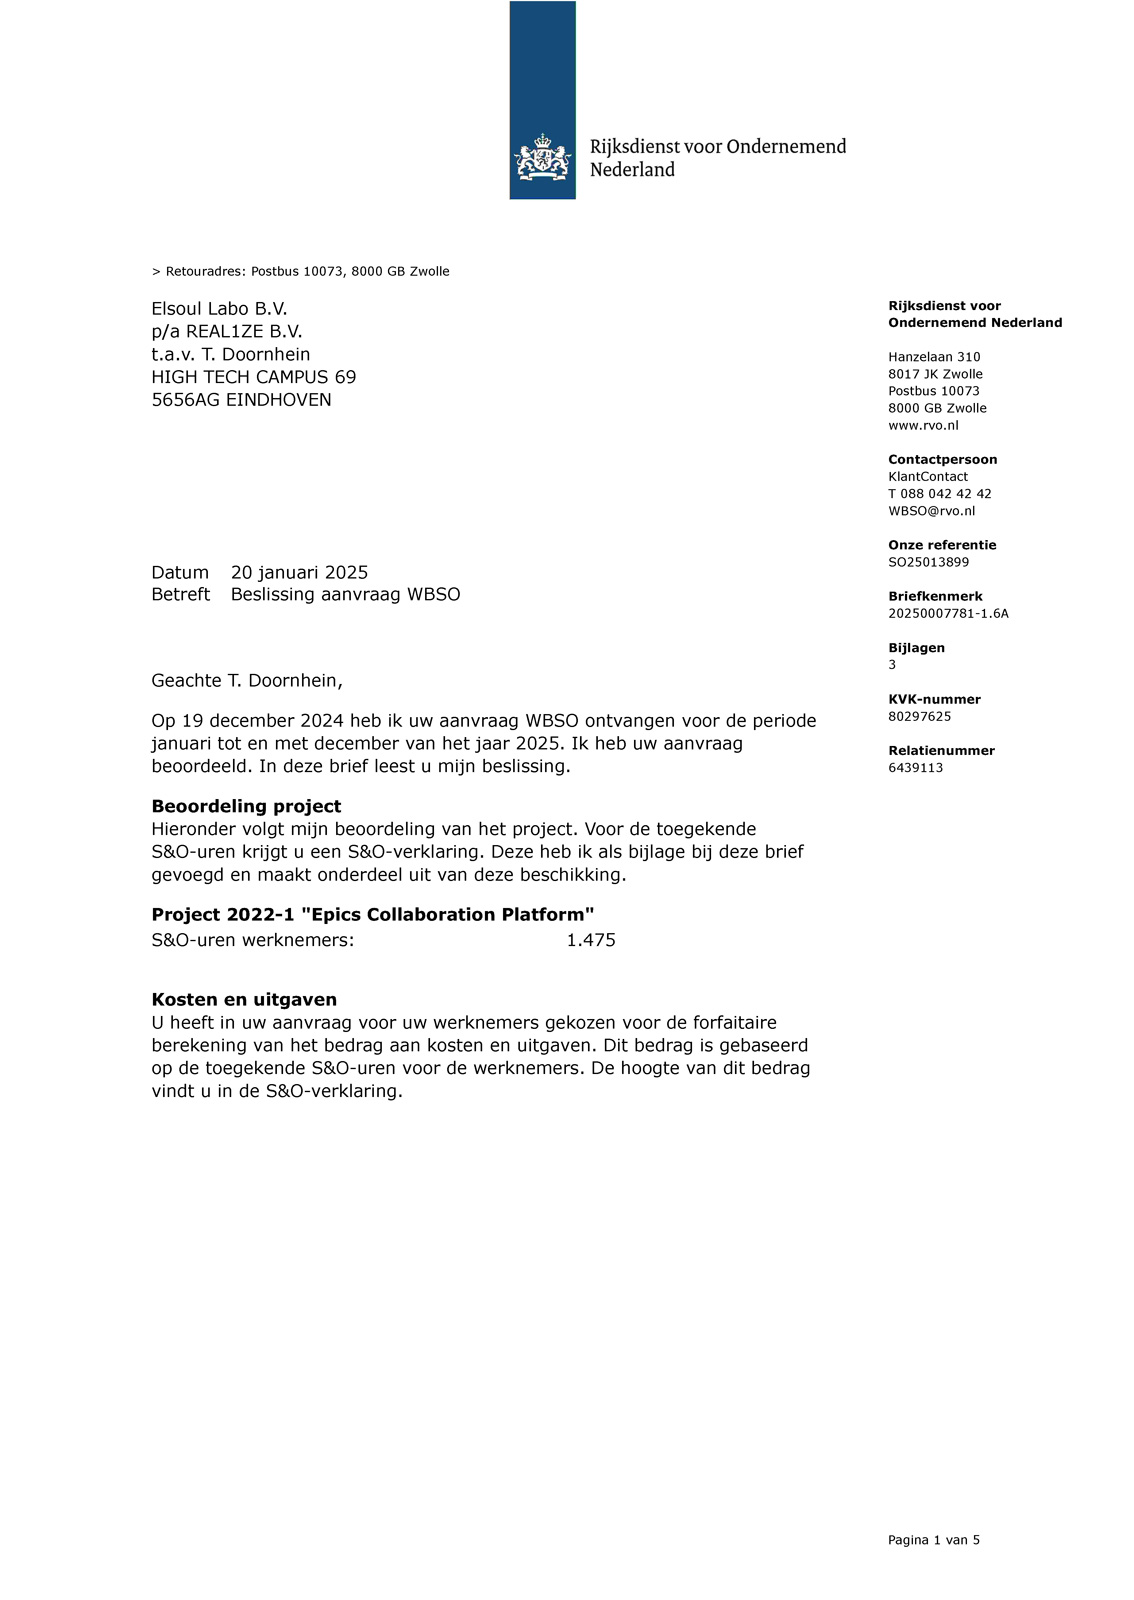 Rijksdienst voor Ondernemend
Nederland
> Retouradres: Postbus 10073, 8000 GB Zwolle
Elsoul Labo B.V.
p/a REAL1ZE B.V.
t.a.v. T. Doornhein
HIGH TECH CAMPUS 69
5656AG EINDHOVEN
Rijksdienst voor
Ondernemend Nederland
Hanzelaan 310
8017 JK Zwolle
Postbus 10073
8000 GB Zwolle
www.rvo.nl
Contactpersoon
KlantContact
T 088 042 42 42
WBSO@rvo.nl
Onze referentie
SO25013899
Briefkenmerk
20250007781-1.6A
Bijlagen
3
KVK-nummer
80297625
Relatienummer
6439113
Datum 20 januari 2025
Betreft Beslissing aanvraag WBSO
Geachte T. Doornhein,
Op 19 december 2024 heb ik uw aanvraag WBSO ontvangen voor de periode
januari tot en met december van het jaar 2025. Ik heb uw aanvraag
beoordeeld. In deze brief leest u mijn beslissing.
Beoordeling project
Hieronder volgt mijn beoordeling van het project. Voor de toegekende
S&O-uren krijgt u een S&O-verklaring. Deze heb ik als bijlage bij deze brief
gevoegd en maakt onderdeel uit van deze beschikking.
Project 2022-1 "Epics Collaboration Platform"
S&O-uren werknemers: 1.475
Kosten en uitgaven
U heeft in uw aanvraag voor uw werknemers gekozen voor de forfaitaire
berekening van het bedrag aan kosten en uitgaven. Dit bedrag is gebaseerd
op de toegekende S&O-uren voor de werknemers. De hoogte van dit bedrag
vindt u in de S&O-verklaring.
Pagina 1 van 5